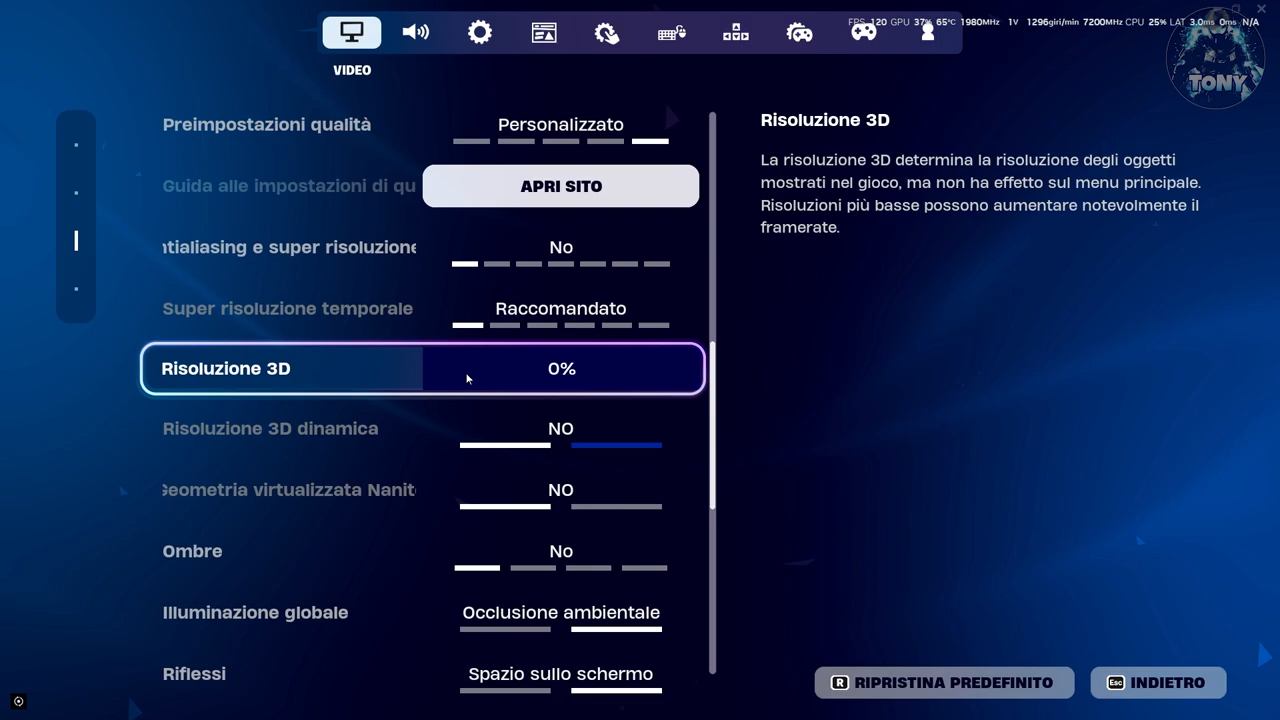 FPS 120 GPU 37% 65°C 1980MHz 1V 1296giri/min 7200MHz CPU 25% LAT 3.0ms 0ms N/A
TONY
VIDEO
Preimpostazioni qualità
Personalizzato
Guida alle impostazioni di qu
APRI SITO
ntialiasing e super risoluzione
No
Super risoluzione temporale
Raccomandato
Risoluzione 3D
0%
Risoluzione 3D dinamica
NO
Geometria virtualizzata Nanite
NO
Ombre
No
Illuminazione globale
Occlusione ambientale
Riflessi
Spazio sullo schermo
Risoluzione 3D
La risoluzione 3D determina la risoluzione degli oggetti
mostrati nel gioco, ma non ha effetto sul menu principale.
Risoluzioni più basse possono aumentare notevolmente il
framerate.
R RIPRISTINA PREDEFINITO
Esc INDIETRO